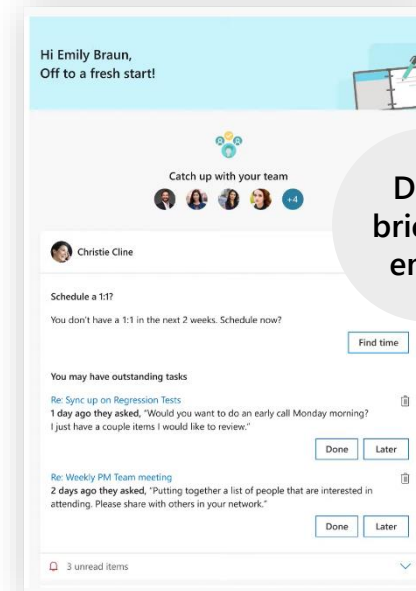 Hi Emily Braun,
Off to a fresh start!
Catch up with your team
+4
Christie Cline
Schedule a 1:1?
You don't have a 1:1 in the next 2 weeks. Schedule now?
Find time
You may have outstanding tasks
Re: Sync up on Regression Tests
1 day ago they asked, "Would you want to do an early call Monday morning?
I just have a couple items I would like to review."
Done Later
Re: Weekly PM Team meeting
2 days ago they asked, "Putting together a list of people that are interested in
attending. Please share with others in your network."
Done Later
3 unread items